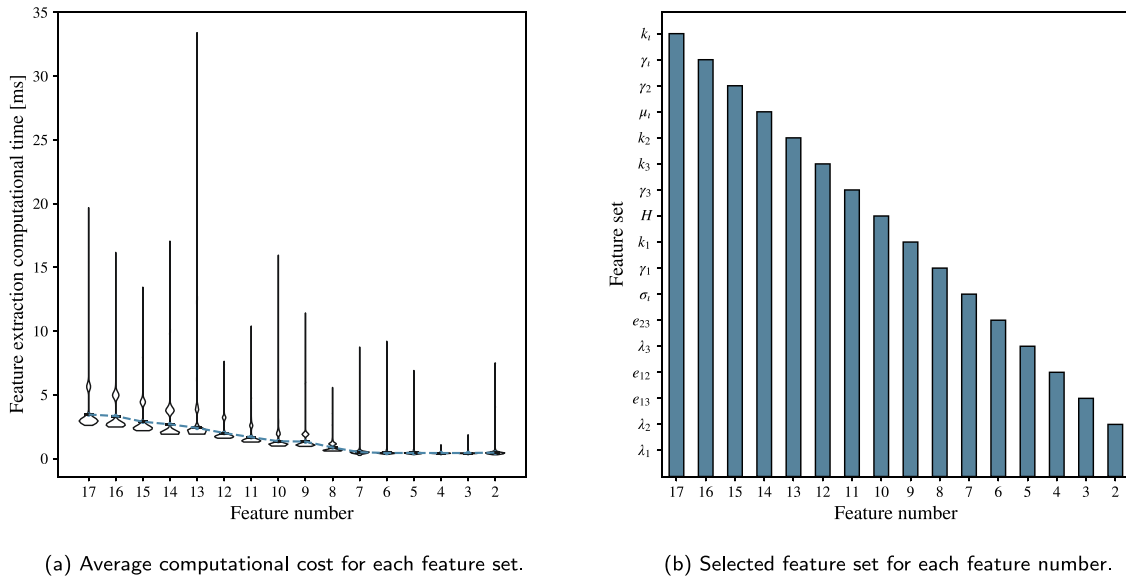 35
30
25
20
15
10
5
0
Feature extraction computational time [ms]
17 16 15 14 13 12 11 10 9 8 7 6 5 4 3 2
Feature number
(a) Average computational cost for each feature set.
kᵢ
γᵢ
γ₂
μᵢ
k₂
k₃
γ₃
H
k₁
γ₁
σᵢ
e₂₃
λ₃
e₁₂
e₁₃
λ₂
λ₁
Feature set
17 16 15 14 13 12 11 10 9 8 7 6 5 4 3 2
Feature number
(b) Selected feature set for each feature number.